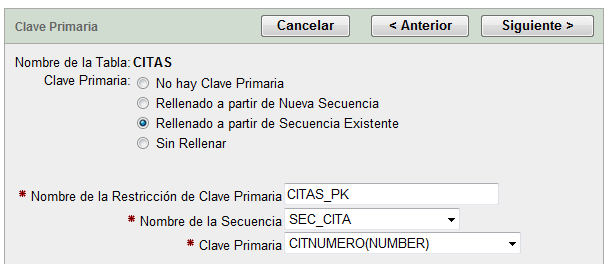 Clave Primaria Cancelar < Anterior Siguiente >
Nombre de la Tabla: CITAS
Clave Primaria: No hay Clave Primaria
Rellenado a partir de Nueva Secuencia
Rellenado a partir de Secuencia Existente
Sin Rellenar
* Nombre de la Restricción de Clave Primaria CITAS_PK
* Nombre de la Secuencia SEC_CITA
* Clave Primaria CITNUMERO(NUMBER)